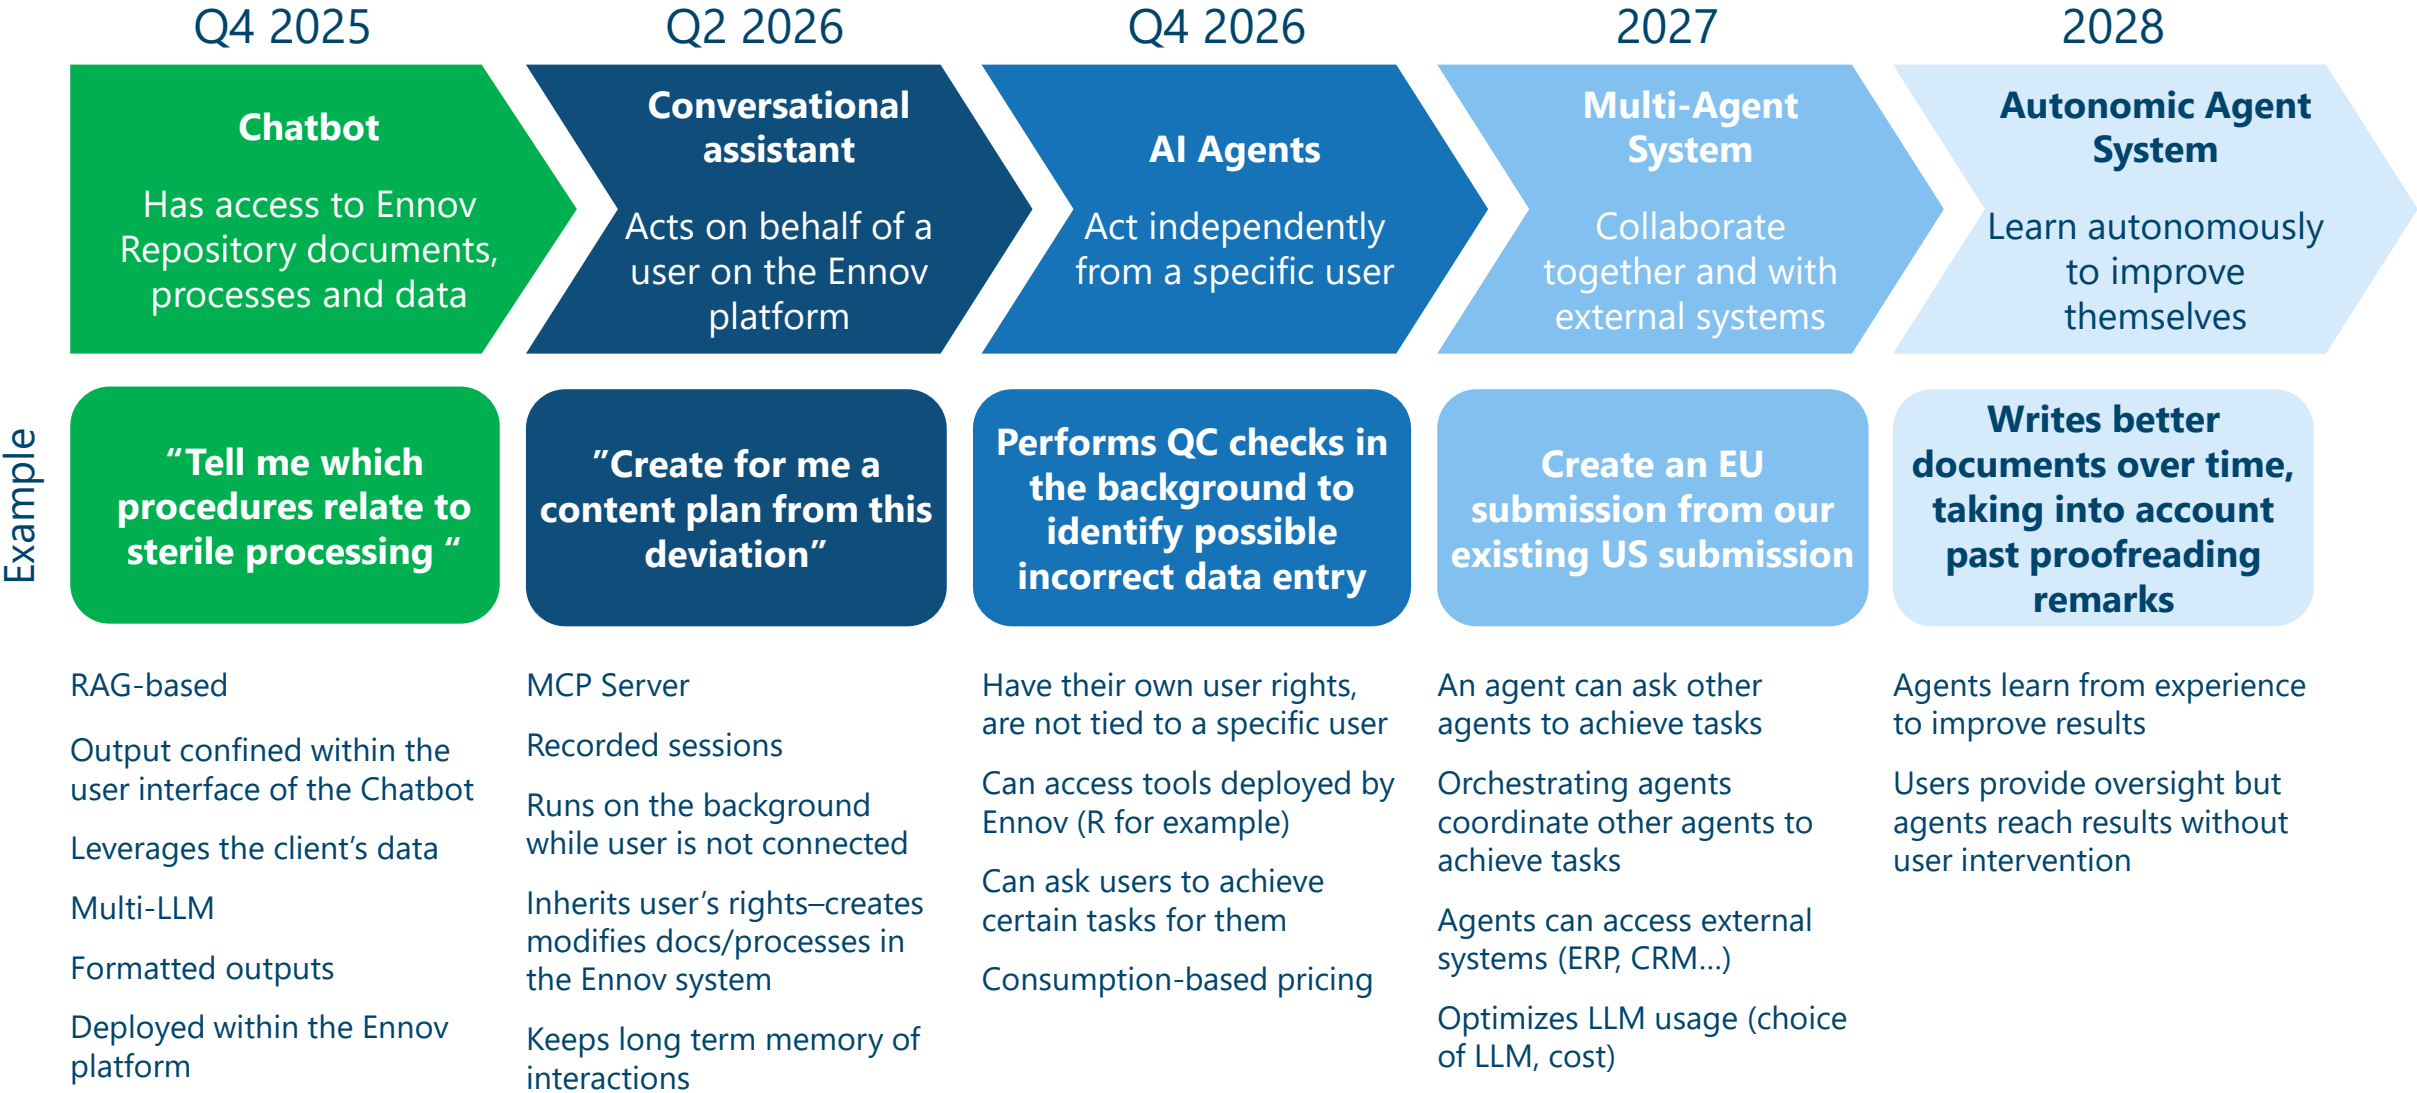 Q4 2025
Q2 2026
Q4 2026
2027
2028
Chatbot
Has access to Ennov
Repository documents,
processes and data
Conversational
assistant
Acts on behalf of a
user on the Ennov
platform
AI Agents
Act independently
from a specific user
Multi-Agent
System
Collaborate
together and with
external systems
Autonomic Agent
System
Learn autonomously
to improve
themselves
Example
“Tell me which
procedures relate to
sterile processing “
”Create for me a
content plan from this
deviation”
Performs QC checks in
the background to
identify possible
incorrect data entry
Create an EU
submission from our
existing US submission
Writes better
documents over time,
taking into account
past proofreading
remarks
RAG-based
Output confined within the
user interface of the Chatbot
Leverages the client’s data
Multi-LLM
Formatted outputs
Deployed within the Ennov
platform
MCP Server
Recorded sessions
Runs on the background
while user is not connected
Inherits user’s rights–creates
modifies docs/processes in
the Ennov system
Keeps long term memory of
interactions
Have their own user rights,
are not tied to a specific user
Can access tools deployed by
Ennov (R for example)
Can ask users to achieve
certain tasks for them
Consumption-based pricing
An agent can ask other
agents to achieve tasks
Orchestrating agents
coordinate other agents to
achieve tasks
Agents can access external
systems (ERP, CRM…)
Optimizes LLM usage (choice
of LLM, cost)
Agents learn from experience
to improve results
Users provide oversight but
agents reach results without
user intervention